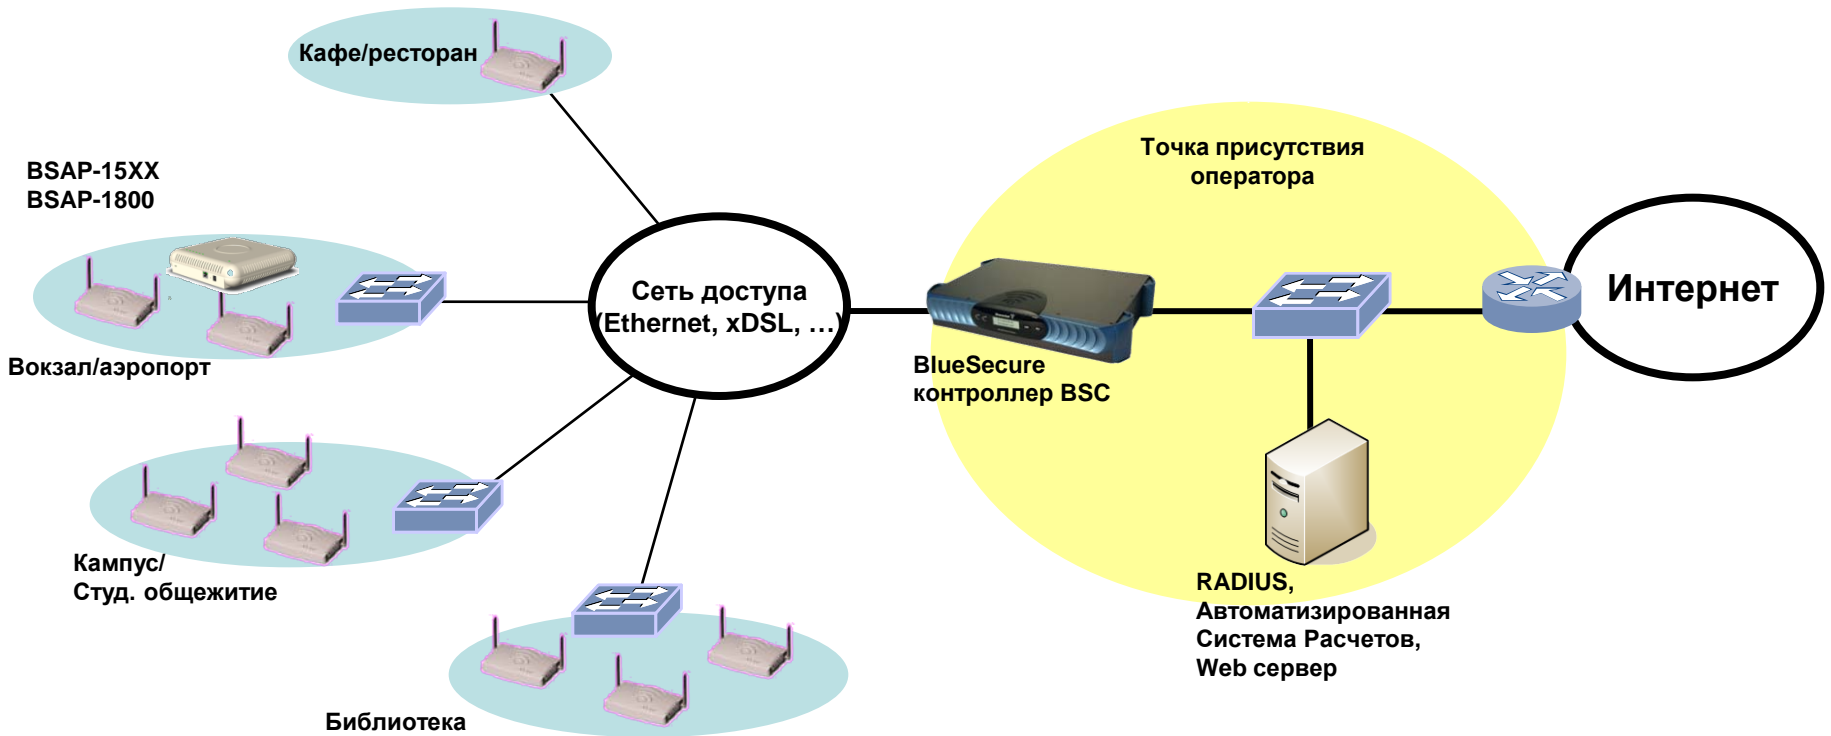 Кафе/ресторан
BSAP-15XX
BSAP-1800
Вокзал/аэропорт
Кампус/
Студ. общежитие
Библиотека
Сеть доступа
(Ethernet, xDSL, …)
Точка присутствия
оператора
BlueSecure
контроллер BSC
RADIUS,
Автоматизированная
Система Расчетов,
Web сервер
Интернет